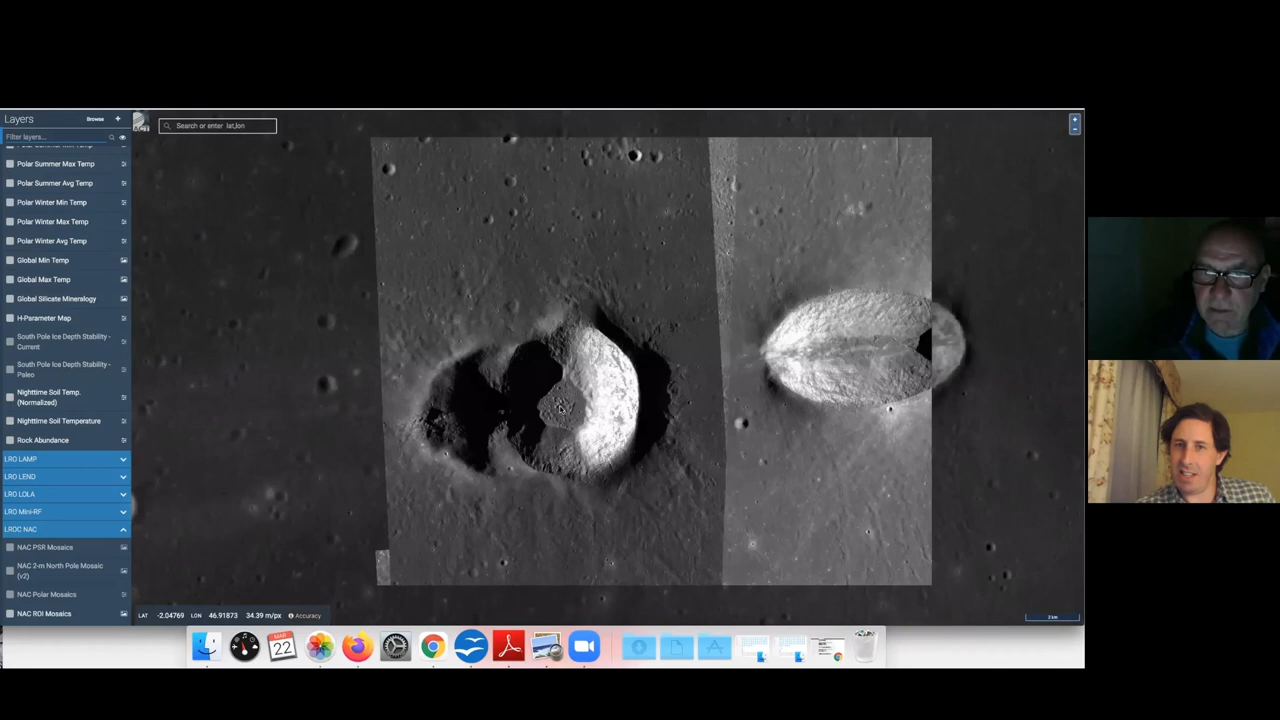 Layers
Browse
+
Filter layers...
Polar Summer Max Temp
Polar Summer Avg Temp
Polar Winter Min Temp
Polar Winter Max Temp
Polar Winter Avg Temp
Global Min Temp
Global Max Temp
Global Silicate Mineralogy
H-Parameter Map
South Pole Ice Depth Stability -
Current
South Pole Ice Depth Stability -
Paleo
Nighttime Soil Temp.
(Normalized)
Nighttime Soil Temperature
Rock Abundance
LRO LAMP
LRO LEND
LRO LOLA
LRO Mini-RF
LROC NAC
NAC PSR Mosaics
NAC 2-m North Pole Mosaic
(v2)
NAC Polar Mosaics
NAC ROI Mosaics
ACT
Search or enter lat,lon
+
-
LAT -2.04769 LON 46.91873 34.39 m/px Accuracy
2 km
MAR
22